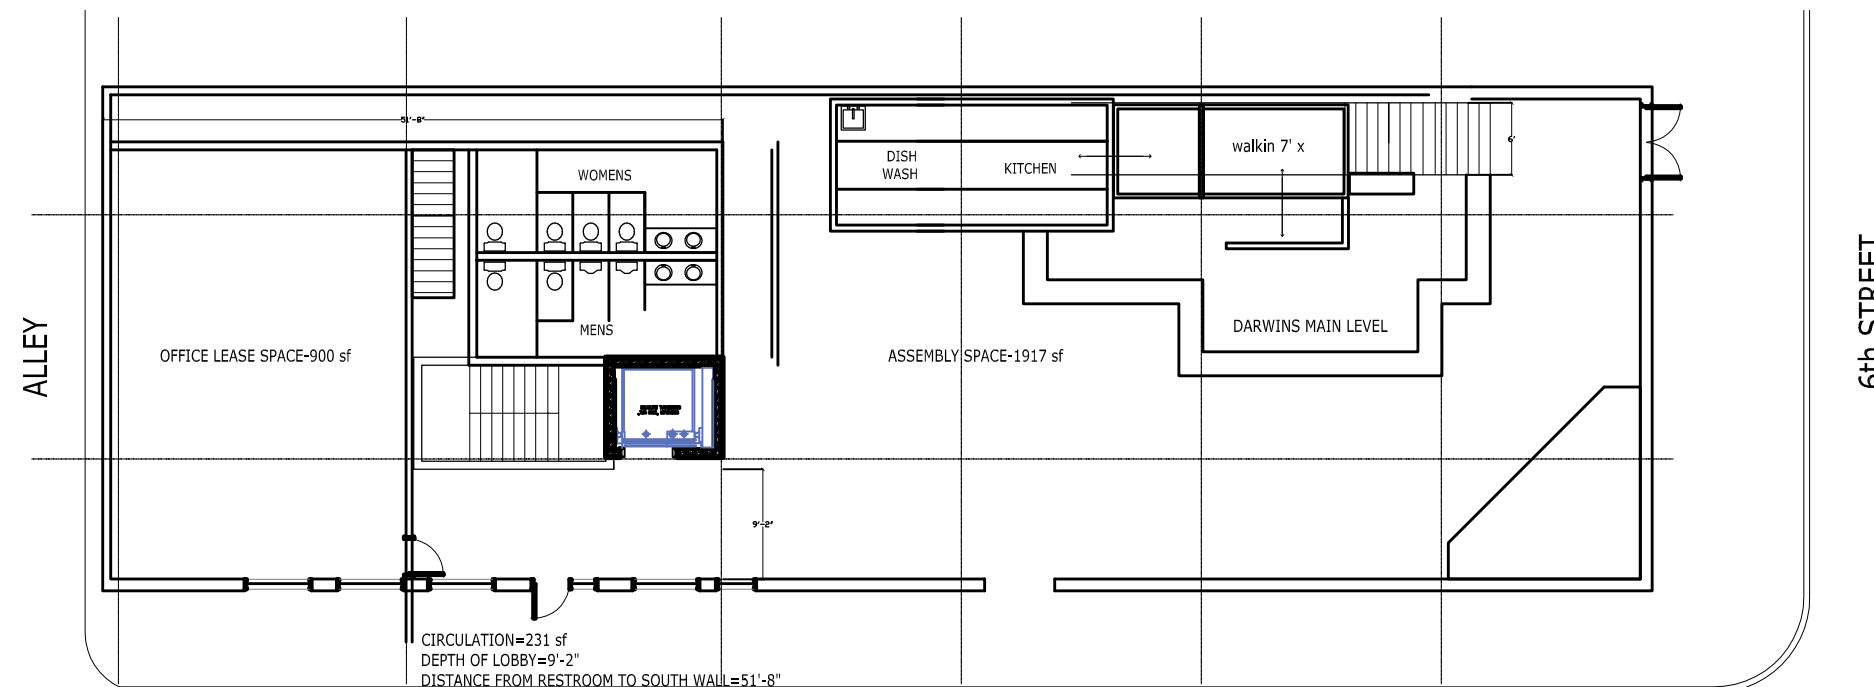 51'-8"
6'
walkin 7' x
DISH
WASH
KITCHEN
WOMENS
MENS
ALLEY
OFFICE LEASE SPACE-900 sf
ASSEMBLY SPACE-1917 sf
DARWINS MAIN LEVEL
6th STREET
9'-2"
CIRCULATION=231 sf
DEPTH OF LOBBY=9'-2"
DISTANCE FROM RESTROOM TO SOUTH WALL=51'-8"